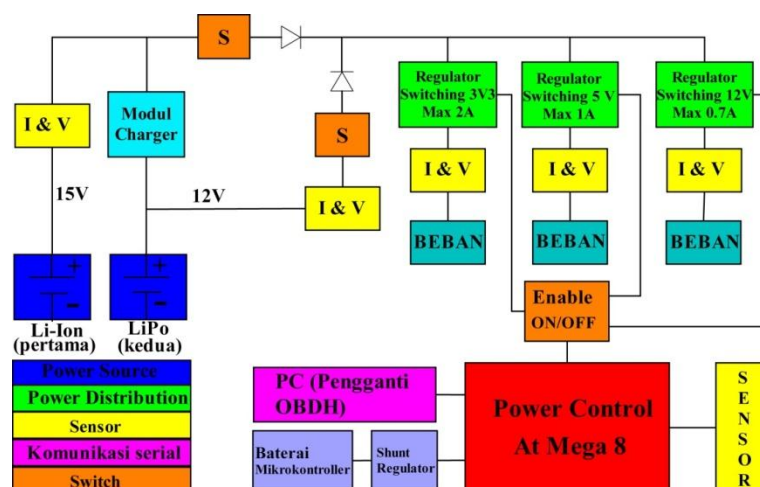 S
Regulator
Switching 3V3
Max 2A
Regulator
Switching 5 V
Max 1A
Regulator
Switching 12V
Max 0.7A
I & V
Modul
Charger
S
I & V
I & V
I & V
15V
12V
I & V
BEBAN
BEBAN
BEBAN
+
-
+
-
Enable
ON/OFF
Li-Ion
(pertama)
LiPo
(kedua)
Power Source
Power Distribution
Sensor
Komunikasi serial
Switch
PC (Pengganti
OBDH)
Baterai
Mikrokontroller
Shunt
Regulator
Power Control
At Mega 8
S
E
N
S
O
R